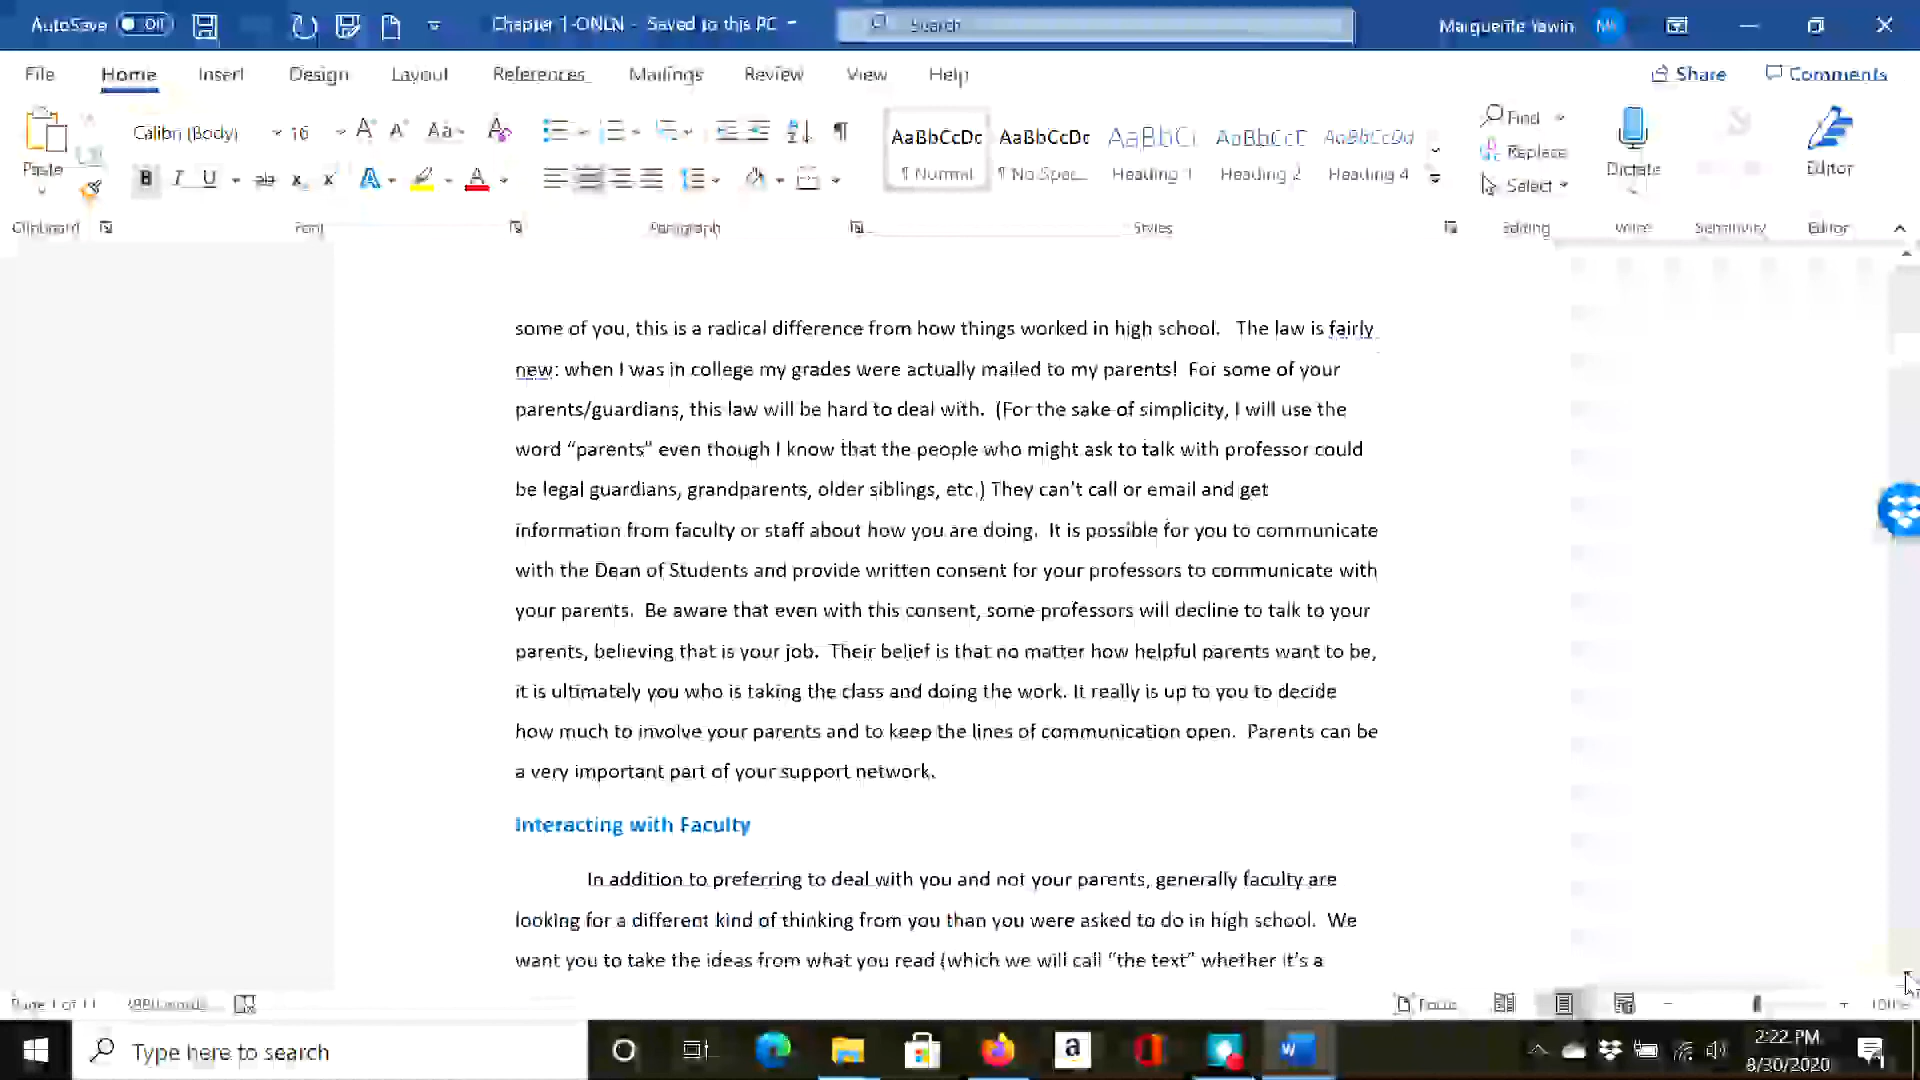 AutoSave Off Chapter 1-ONLN - Saved to this PC Search Marguerite Yawin
File Home Insert Design Layout References Mailings Review View Help Share Comments
Calibri (Body) 16 Aa AaBbCcDc AaBbCcDc AaBbCc AaBbCcD AaBbCcDd Find
Paste B I U ab x x A A Normal No Spac... Heading 1 Heading 2 Heading 4 Replace Select Dictate Editor
Clipboard Font Paragraph Styles Editing Voice Sensitivity Editor
some of you, this is a radical difference from how things worked in high school. The law is fairly
new: when I was in college my grades were actually mailed to my parents! For some of your
parents/guardians, this law will be hard to deal with. (For the sake of simplicity, I will use the
word “parents” even though I know that the people who might ask to talk with professor could
be legal guardians, grandparents, older siblings, etc.) They can't call or email and get
information from faculty or staff about how you are doing. It is possible for you to communicate
with the Dean of Students and provide written consent for your professors to communicate with
your parents. Be aware that even with this consent, some professors will decline to talk to your
parents, believing that is your job. Their belief is that no matter how helpful parents want to be,
it is ultimately you who is taking the class and doing the work. It really is up to you to decide
how much to involve your parents and to keep the lines of communication open. Parents can be
a very important part of your support network.
Interacting with Faculty
In addition to preferring to deal with you and not your parents, generally faculty are
looking for a different kind of thinking from you than you were asked to do in high school. We
want you to take the ideas from what you read (which we will call “the text” whether it's a
Page 1 of 11 words Focus 100%
Type here to search 2:22 PM
8/30/2020